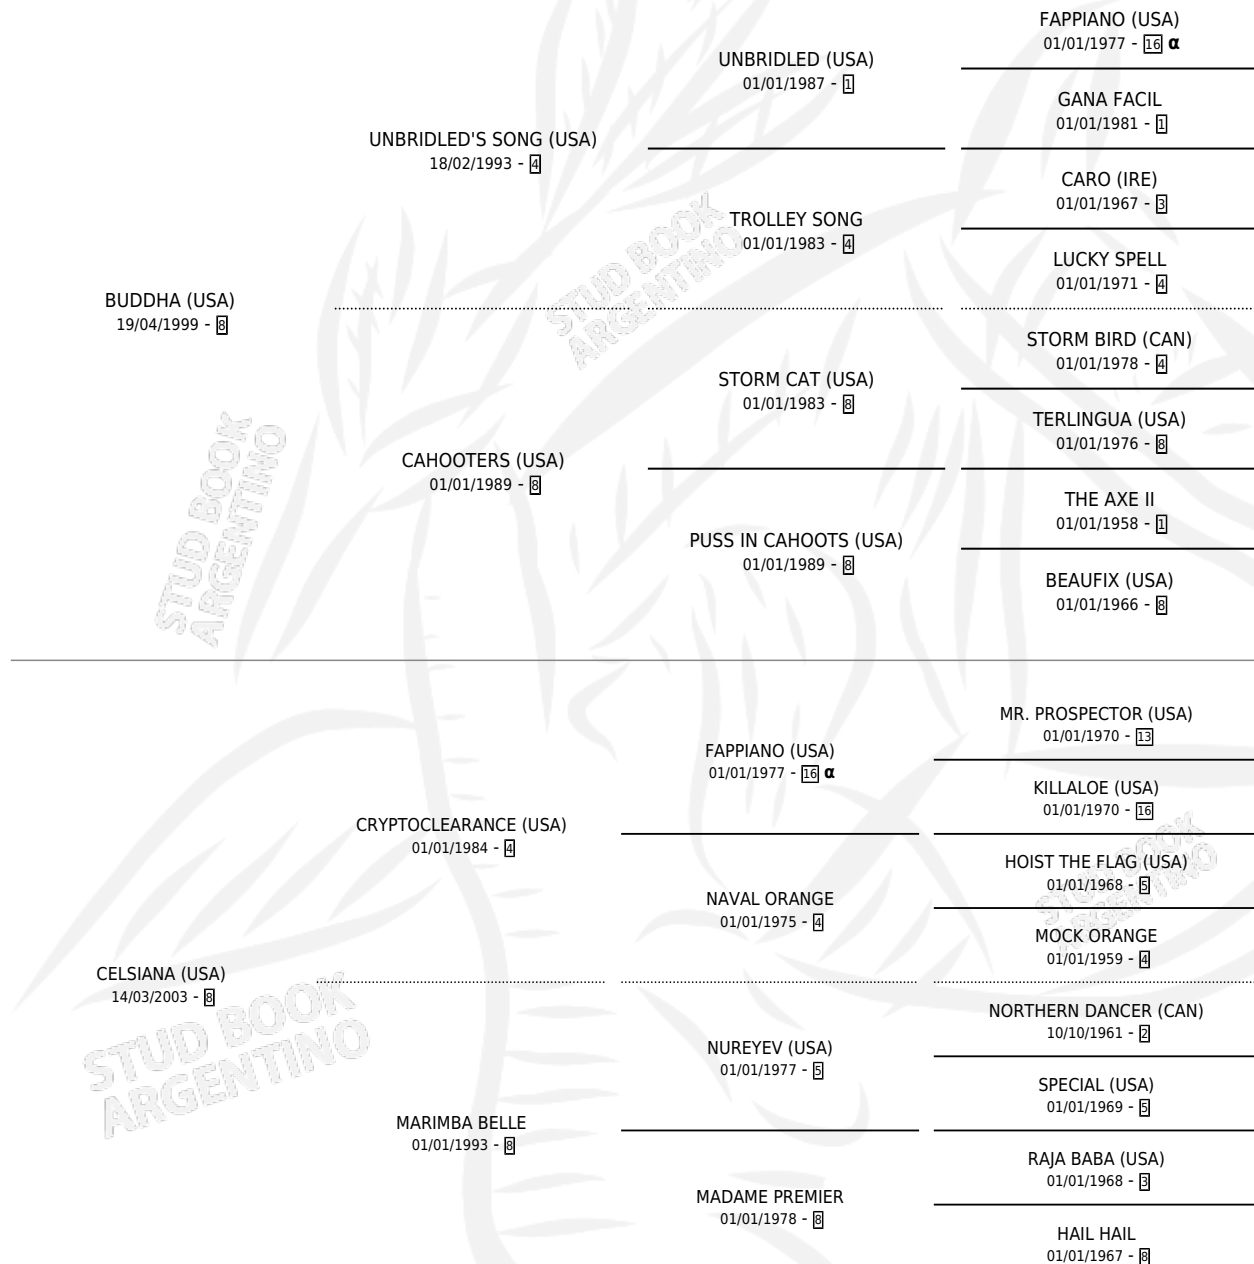 FAPPIANO (USA)
01/01/1977 - 16 α
UNBRIDLED (USA)
01/01/1987 - 1
GANA FACIL
01/01/1981 - 1
UNBRIDLED'S SONG (USA)
18/02/1993 - 4
CARO (IRE)
01/01/1967 - 3
TROLLEY SONG
01/01/1983 - 4
LUCKY SPELL
01/01/1971 - 4
BUDDHA (USA)
19/04/1999 - 8
STORM BIRD (CAN)
01/01/1978 - 4
STORM CAT (USA)
01/01/1983 - 8
TERLINGUA (USA)
01/01/1976 - 8
CAHOOTERS (USA)
01/01/1989 - 8
THE AXE II
01/01/1958 - 1
PUSS IN CAHOOTS (USA)
01/01/1989 - 8
BEAUFIX (USA)
01/01/1966 - 8
MR. PROSPECTOR (USA)
01/01/1970 - 13
FAPPIANO (USA)
01/01/1977 - 16 α
KILLALOE (USA)
01/01/1970 - 16
CRYPTOCLEARANCE (USA)
01/01/1984 - 4
HOIST THE FLAG (USA)
01/01/1968 - 5
NAVAL ORANGE
01/01/1975 - 4
MOCK ORANGE
01/01/1959 - 4
CELSIANA (USA)
14/03/2003 - 8
NORTHERN DANCER (CAN)
10/10/1961 - 2
NUREYEV (USA)
01/01/1977 - 5
SPECIAL (USA)
01/01/1969 - 5
MARIMBA BELLE
01/01/1993 - 8
RAJA BABA (USA)
01/01/1968 - 3
MADAME PREMIER
01/01/1978 - 8
HAIL HAIL
01/01/1967 - 8
STUD BOOK
ARGENTINO
STUD BOOK
ARGENTINO
STUD BOOK
ARGENTINO
STUD BOOK
ARGENTINO